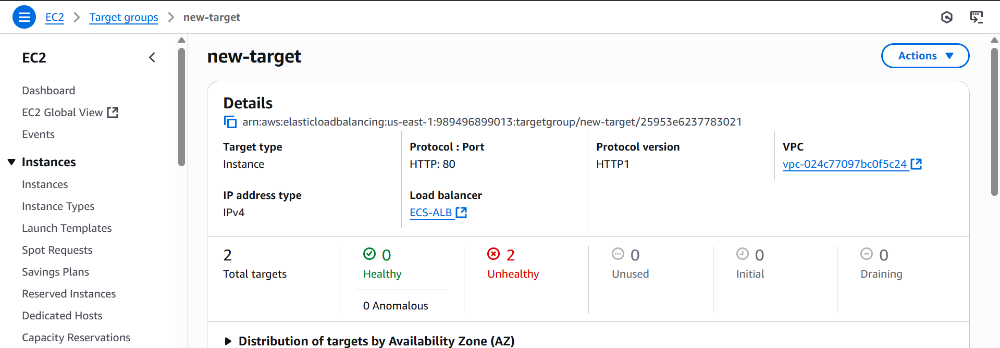 EC2 > Target groups > new-target
EC2
Dashboard
EC2 Global View
Events
Instances
Instances
Instance Types
Launch Templates
Spot Requests
Savings Plans
Reserved Instances
Dedicated Hosts
Capacity Reservations
new-target
Actions
Details
arn:aws:elasticloadbalancing:us-east-1:989496899013:targetgroup/new-target/25953e6237783021
Target type
Instance
Protocol : Port
HTTP: 80
Protocol version
HTTP1
VPC
vpc-024c77097bc0f5c24
IP address type
IPv4
Load balancer
ECS-ALB
2
Total targets
0
Healthy
0 Anomalous
2
Unhealthy
0
Unused
0
Initial
0
Draining
Distribution of targets by Availability Zone (AZ)